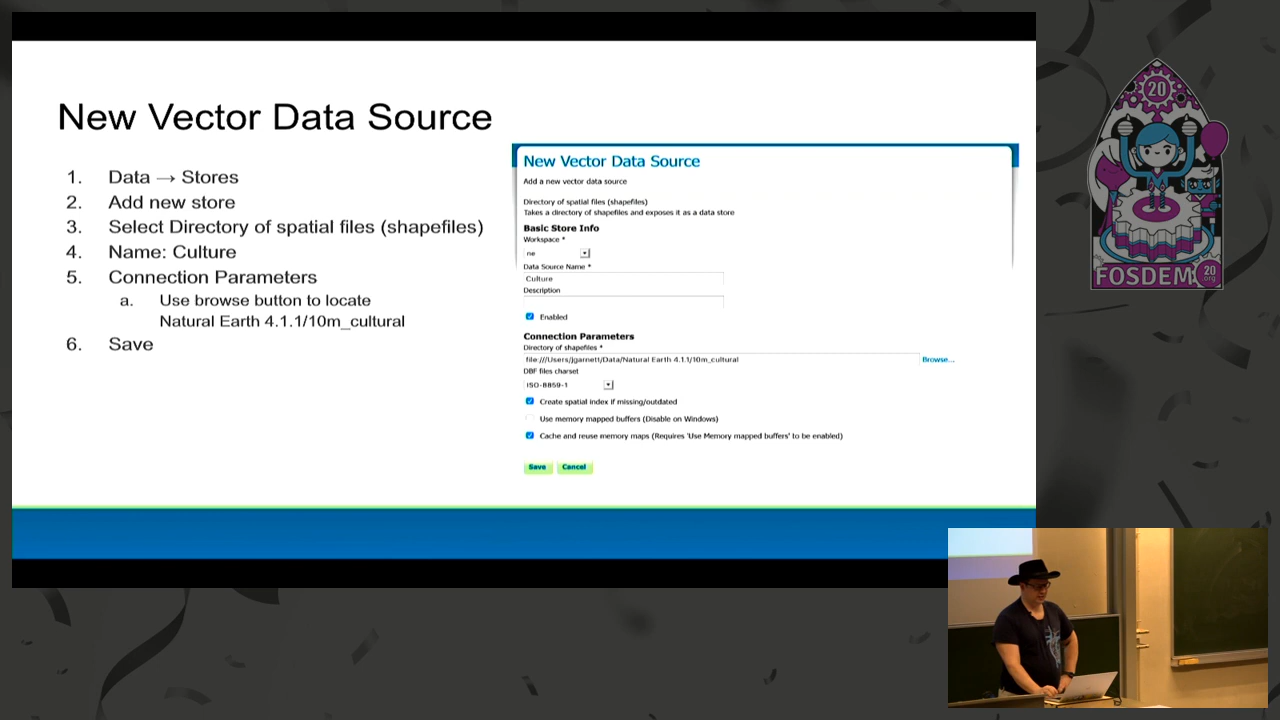 New Vector Data Source
1. Data → Stores
2. Add new store
3. Select Directory of spatial files (shapefiles)
4. Name: Culture
5. Connection Parameters
a. Use browse button to locate
Natural Earth 4.1.1/10m_cultural
6. Save
New Vector Data Source
Add a new vector data source
Directory of spatial files (shapefiles)
Takes a directory of shapefiles and exposes it as a data store
Basic Store Info
Workspace *
ne
Data Source Name *
Culture
Description
Enabled
Connection Parameters
Directory of shapefiles *
file:///Users/jgarnett/Data/Natural Earth 4.1.1/10m_cultural Browse...
DBF files charset
ISO-8859-1
Create spatial index if missing/outdated
Use memory mapped buffers (Disable on Windows)
Cache and reuse memory maps (Requires 'Use Memory mapped buffers' to be enabled)
Save Cancel
20
FOSDEM 20
.org